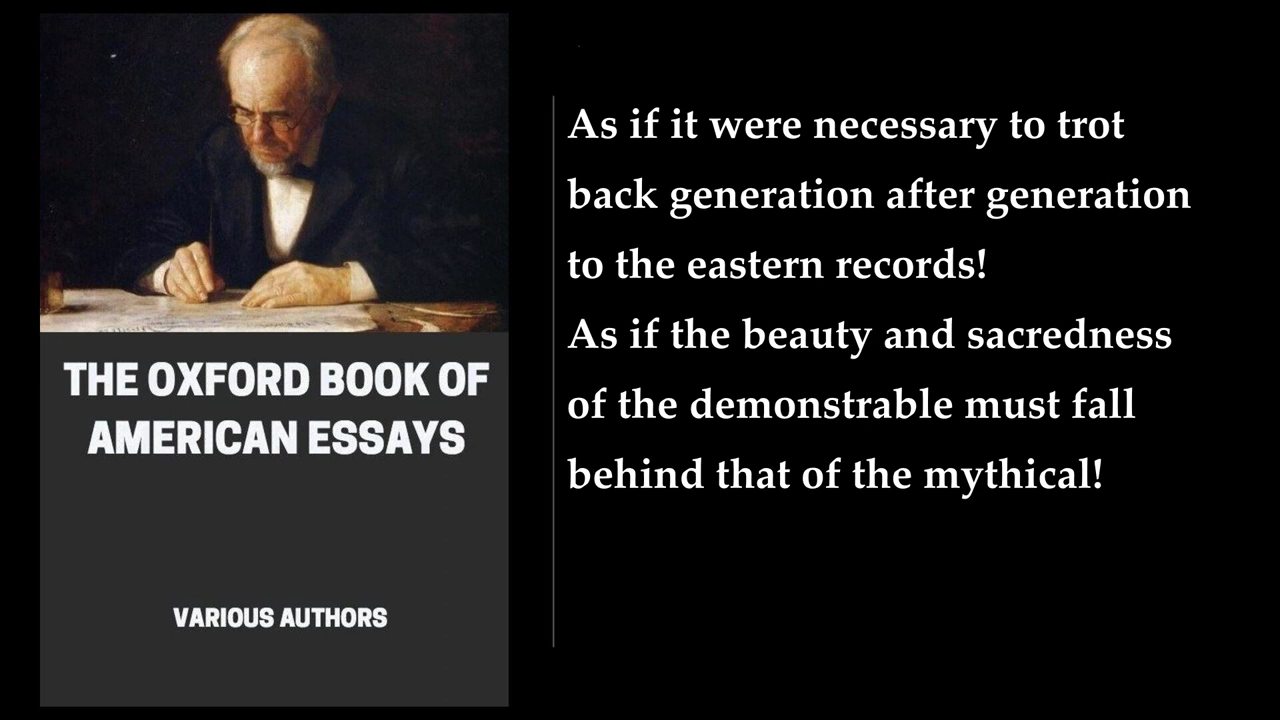 THE OXFORD BOOK OF
AMERICAN ESSAYS
VARIOUS AUTHORS
As if it were necessary to trot
back generation after generation
to the eastern records!
As if the beauty and sacredness
of the demonstrable must fall
behind that of the mythical!